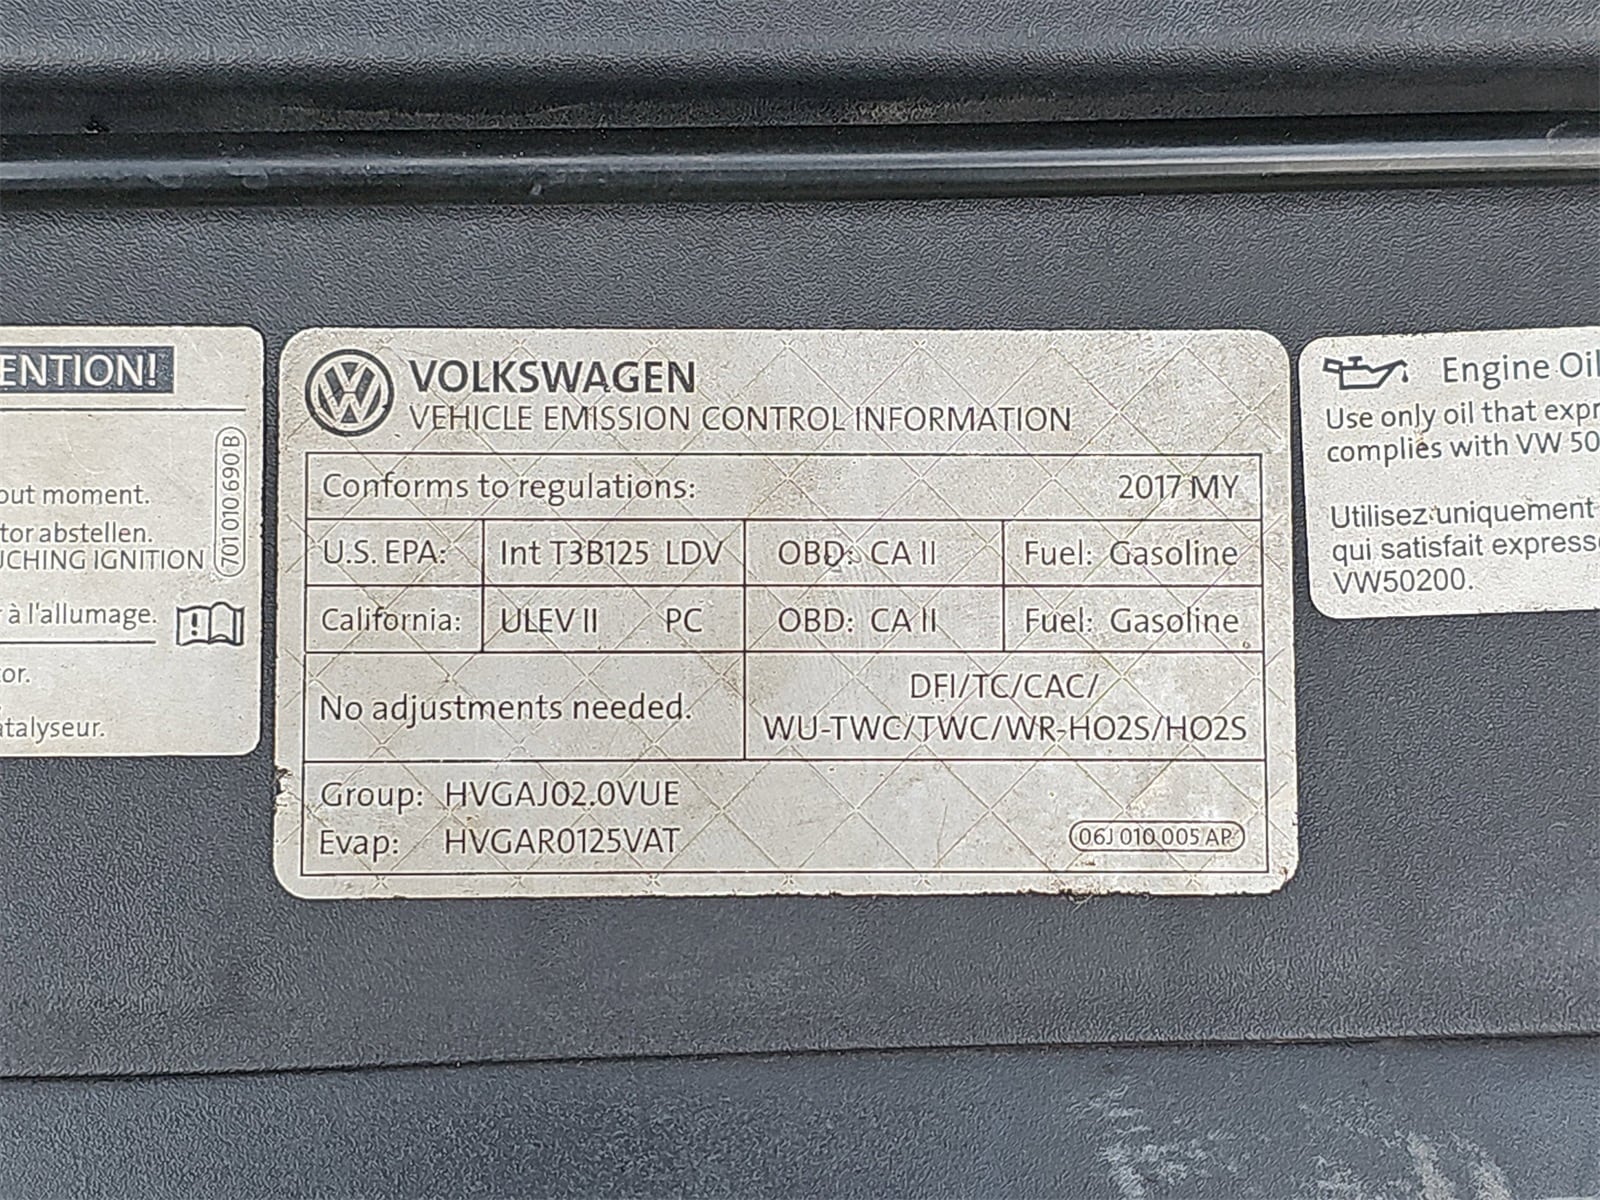 ENTION!
out moment.
tor abstellen.
UCHING IGNITION
à l'allumage.
or.
atalyseur.
701 010 690 B
VOLKSWAGEN
VEHICLE EMISSION CONTROL INFORMATION
Conforms to regulations: 2017 MY
U.S. EPA: Int T3B125 LDV OBD: CA II Fuel: Gasoline
California: ULEV II PC OBD: CA II Fuel: Gasoline
No adjustments needed.
DFI/TC/CAC/
WU-TWC/TWC/WR-HO2S/HO2S
Group: HVGAJ02.0VUE
Evap: HVGAR0125VAT
06J 010 005 AP
Engine Oil
Use only oil that expr
complies with VW 50
Utilisez uniquement
qui satisfait express
VW50200.